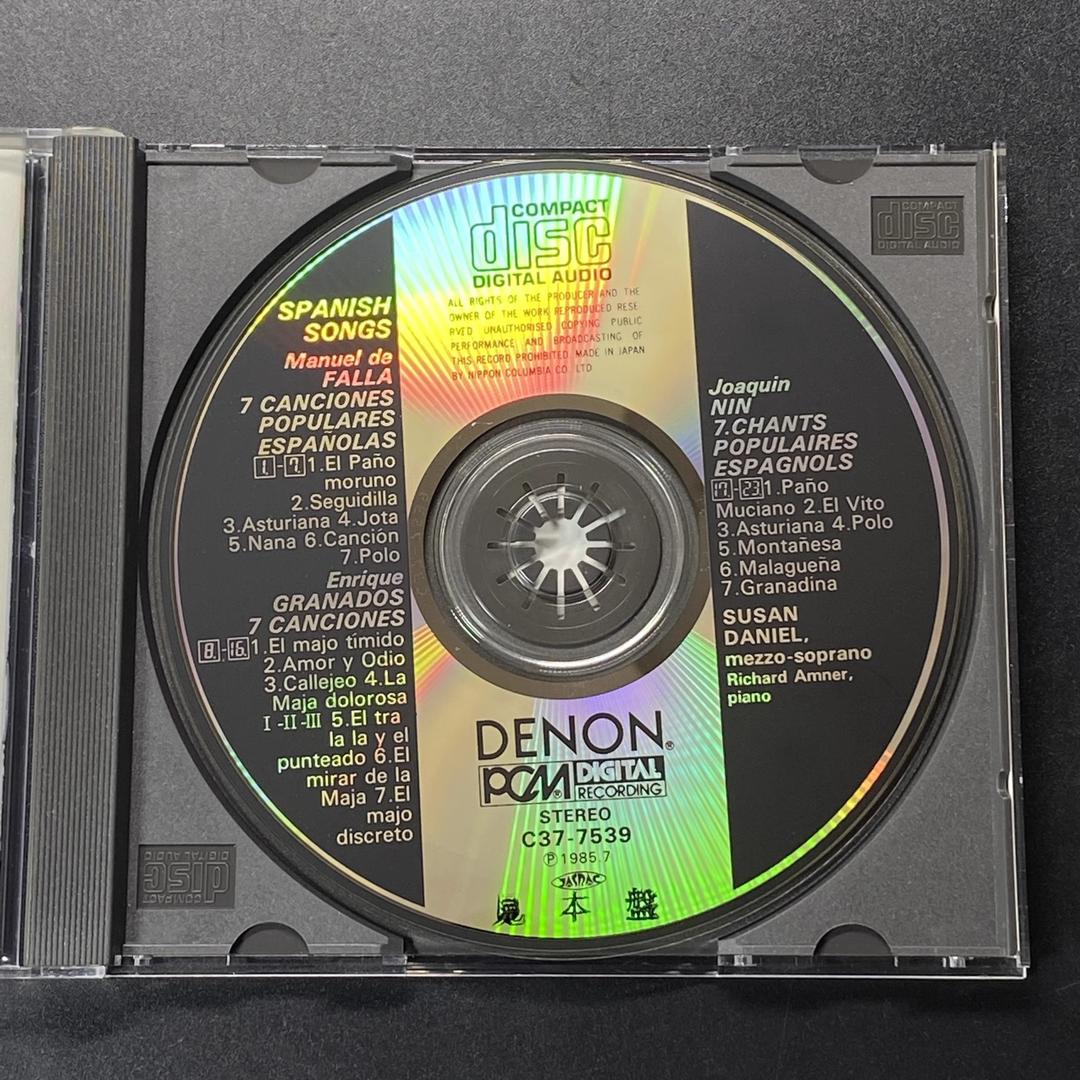 COMPACT
disc
DIGITAL AUDIO
ALL RIGHTS OF THE PRODUCER AND THE
OWNER OF THE WORK REPRODUCED RESE
RVED UNAUTHORISED COPYING PUBLIC
PERFORMANCE AND BROADCASTING OF
THIS RECORD PROHIBITED MADE IN JAPAN
BY NIPPON COLUMBIA CO. LTD
SPANISH
SONGS
Manuel de
FALLA
7 CANCIONES
POPULARES
ESPAÑOLAS
1.-7. 1.El Paño
moruno
2.Seguidilla
3.Asturiana 4.Jota
5.Nana 6.Canción
7.Polo
Enrique
GRANADOS
7 CANCIONES
8.-16. 1.El majo tímido
2.Amor y Odio
3.Callejeo 4.La
Maja dolorosa
I-II-III 5.El tra
la la y el
punteado 6.El
mirar de la
Maja 7.El
majo
discreto
Joaquin
NIN
7.CHANTS
POPULAIRES
ESPAGNOLS
17-23 1.Paño
Muciano 2.El Vito
3.Asturiana 4.Polo
5.Montañesa
6.Malagueña
7.Granadina
SUSAN
DANIEL,
mezzo-soprano
Richard Amner,
piano
DENON®
PCM® DIGITAL
RECORDING
STEREO
C37-7539
℗ 1985.7
JASRAC
COMPACT
disc
DIGITAL AUDIO
COMPACT
disc
DIGITAL AUDIO